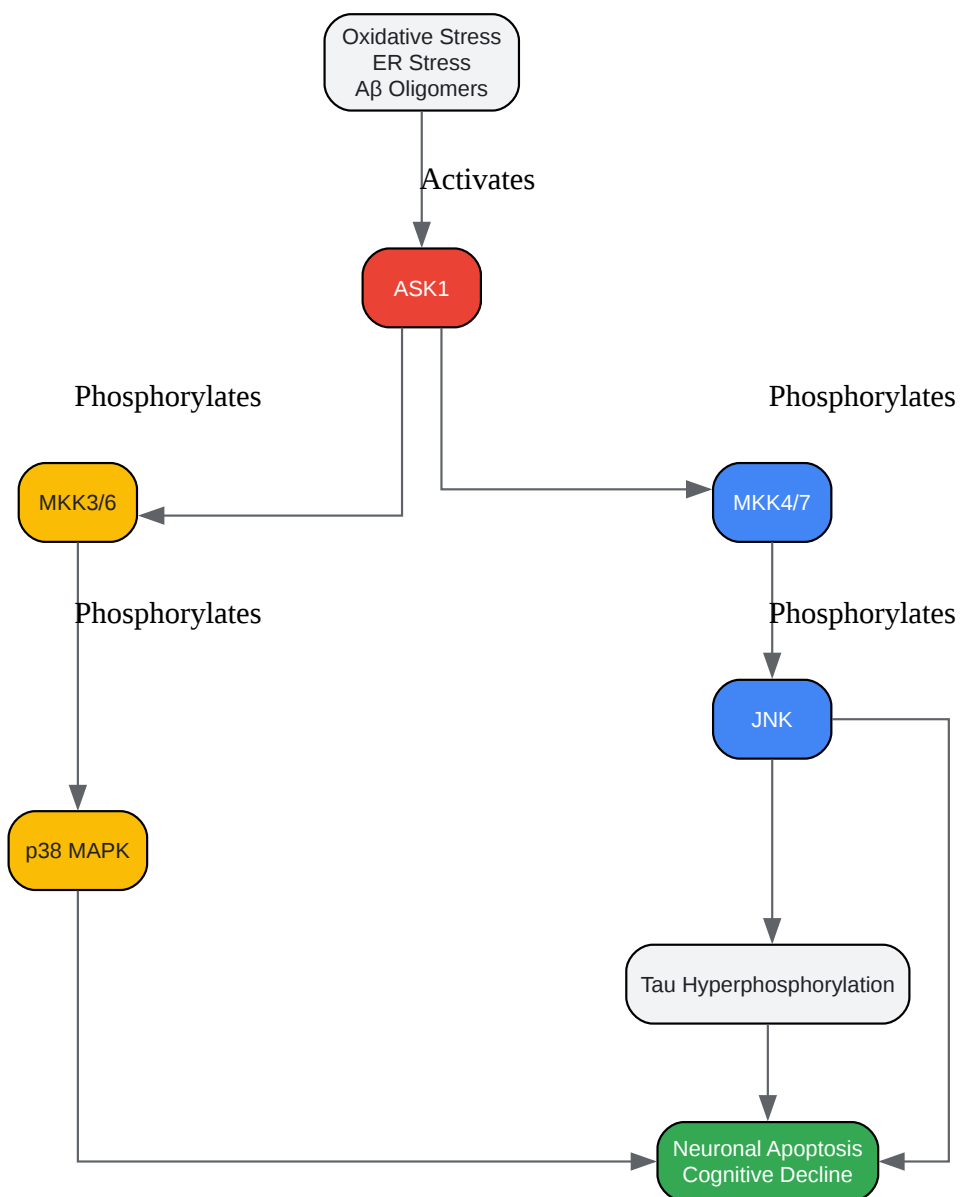 Oxidative Stress
ER Stress
Aβ Oligomers
Activates
ASK1
Phosphorylates
Phosphorylates
MKK3/6
MKK4/7
Phosphorylates
Phosphorylates
JNK
p38 MAPK
Tau Hyperphosphorylation
Neuronal Apoptosis
Cognitive Decline